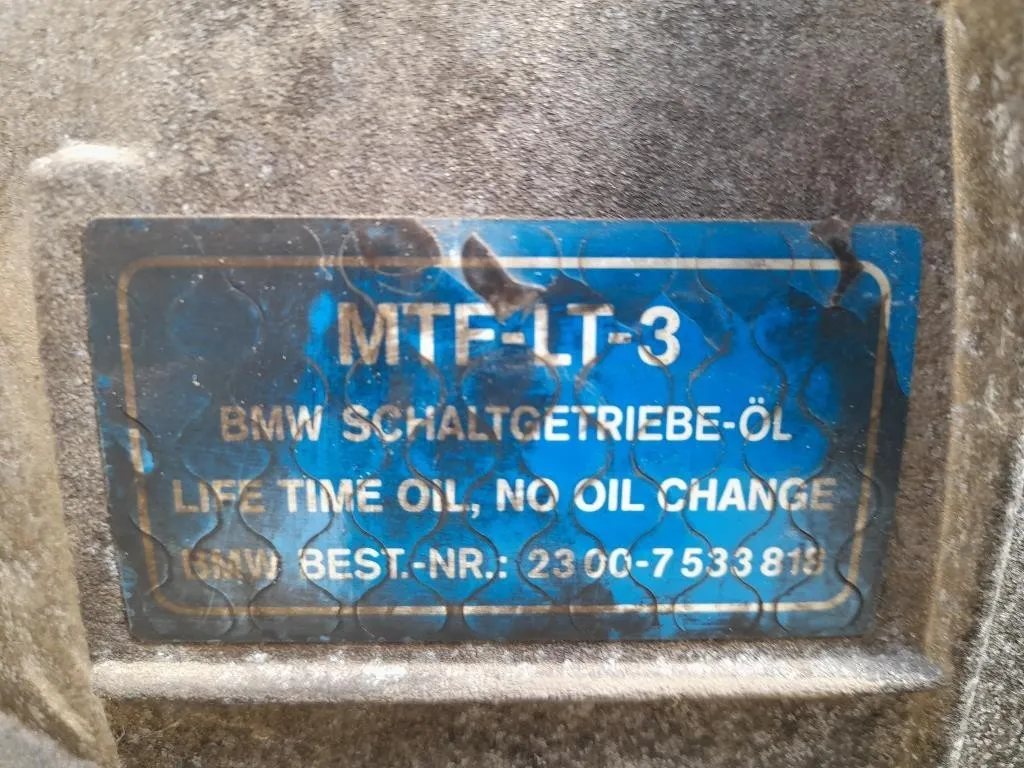 MTF-LT-3
BMW SCHALTGETRIEBE-ÖL
LIFE TIME OIL, NO OIL CHANGE
BMW BEST.-NR.: 23 00-7 533 818